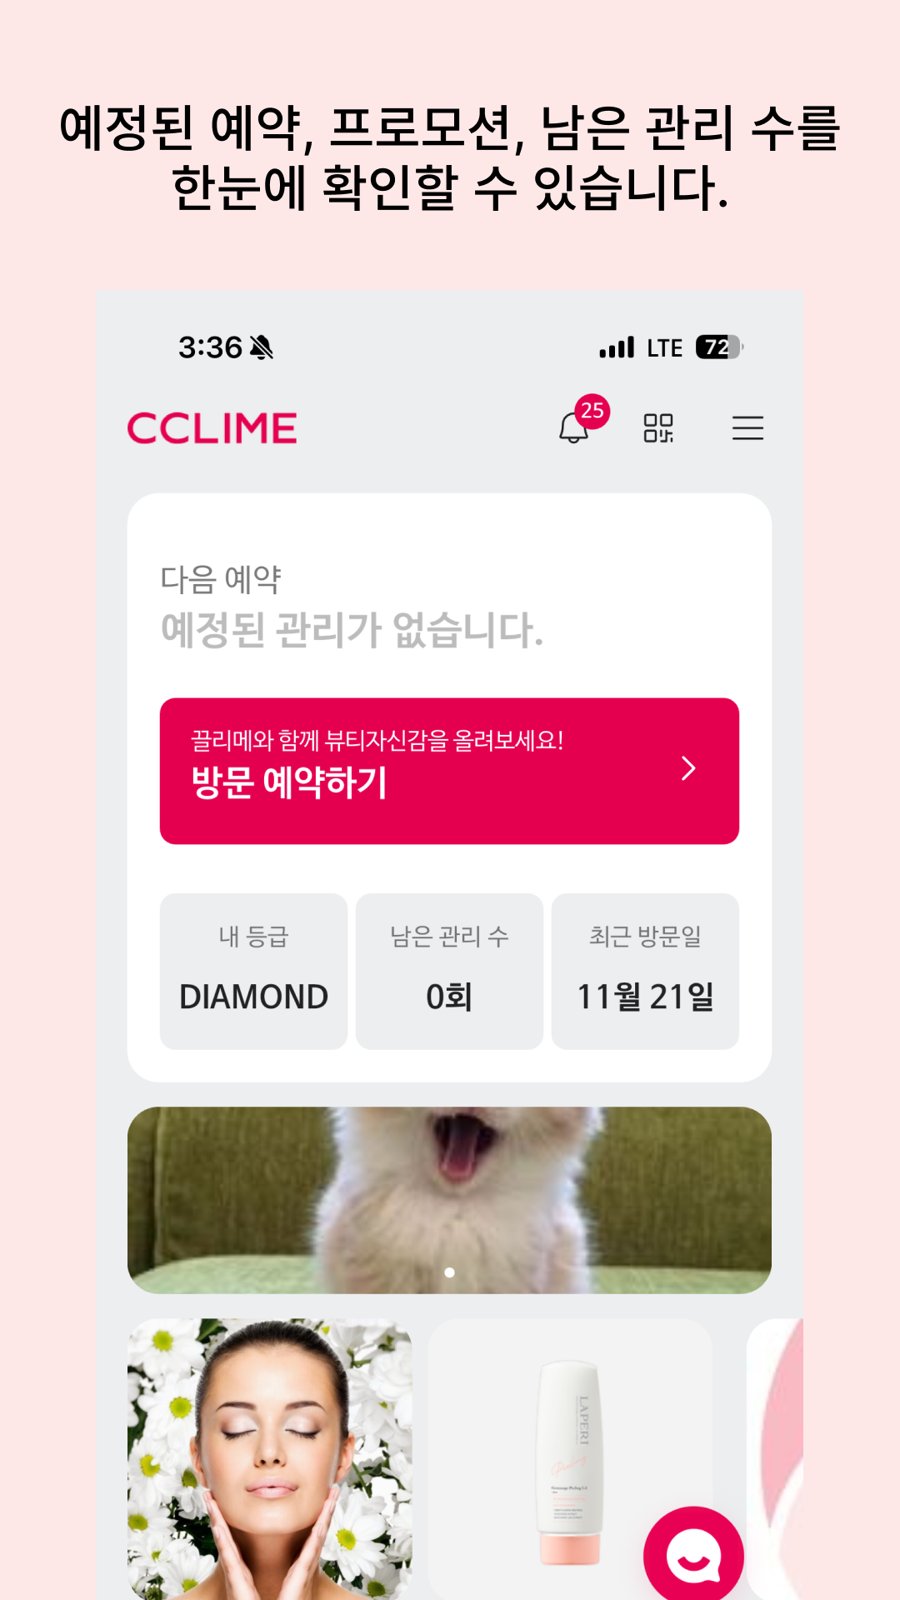 예정된 예약, 프로모션, 남은 관리 수를
한눈에 확인할 수 있습니다.
3:36
LTE
72
CCLIME
25
다음 예약
예정된 관리가 없습니다.
끌리메와 함께 뷰티자신감을 올려보세요!
방문 예약하기
내 등급
DIAMOND
남은 관리 수
0회
최근 방문일
11월 21일
LAPERI